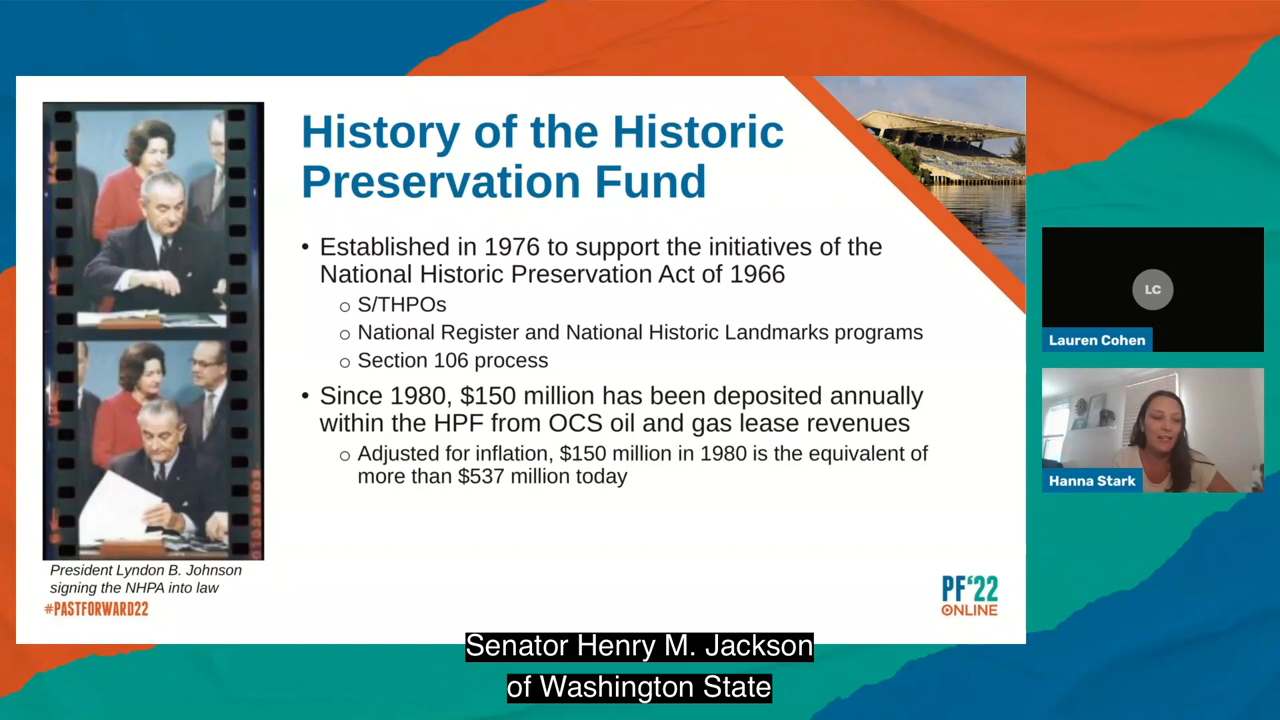 History of the Historic
Preservation Fund
• Established in 1976 to support the initiatives of the
National Historic Preservation Act of 1966
o S/THPOs
o National Register and National Historic Landmarks programs
o Section 106 process
• Since 1980, $150 million has been deposited annually
within the HPF from OCS oil and gas lease revenues
o Adjusted for inflation, $150 million in 1980 is the equivalent of
more than $537 million today
President Lyndon B. Johnson
signing the NHPA into law
#PASTFORWARD22
PF'22
ONLINE
LC
Lauren Cohen
Hanna Stark
Senator Henry M. Jackson
of Washington State